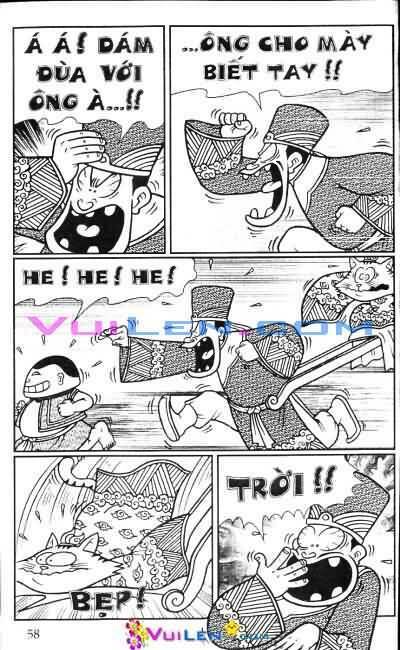 Á Á! DÁM
ĐÙA VỚI
ÔNG À...!!
...ÔNG CHO MÀY
BIẾT TAY!!
HE! HE! HE!
VuiLen.com
TRỜI!!
BẸP!
58
VuiLen.com